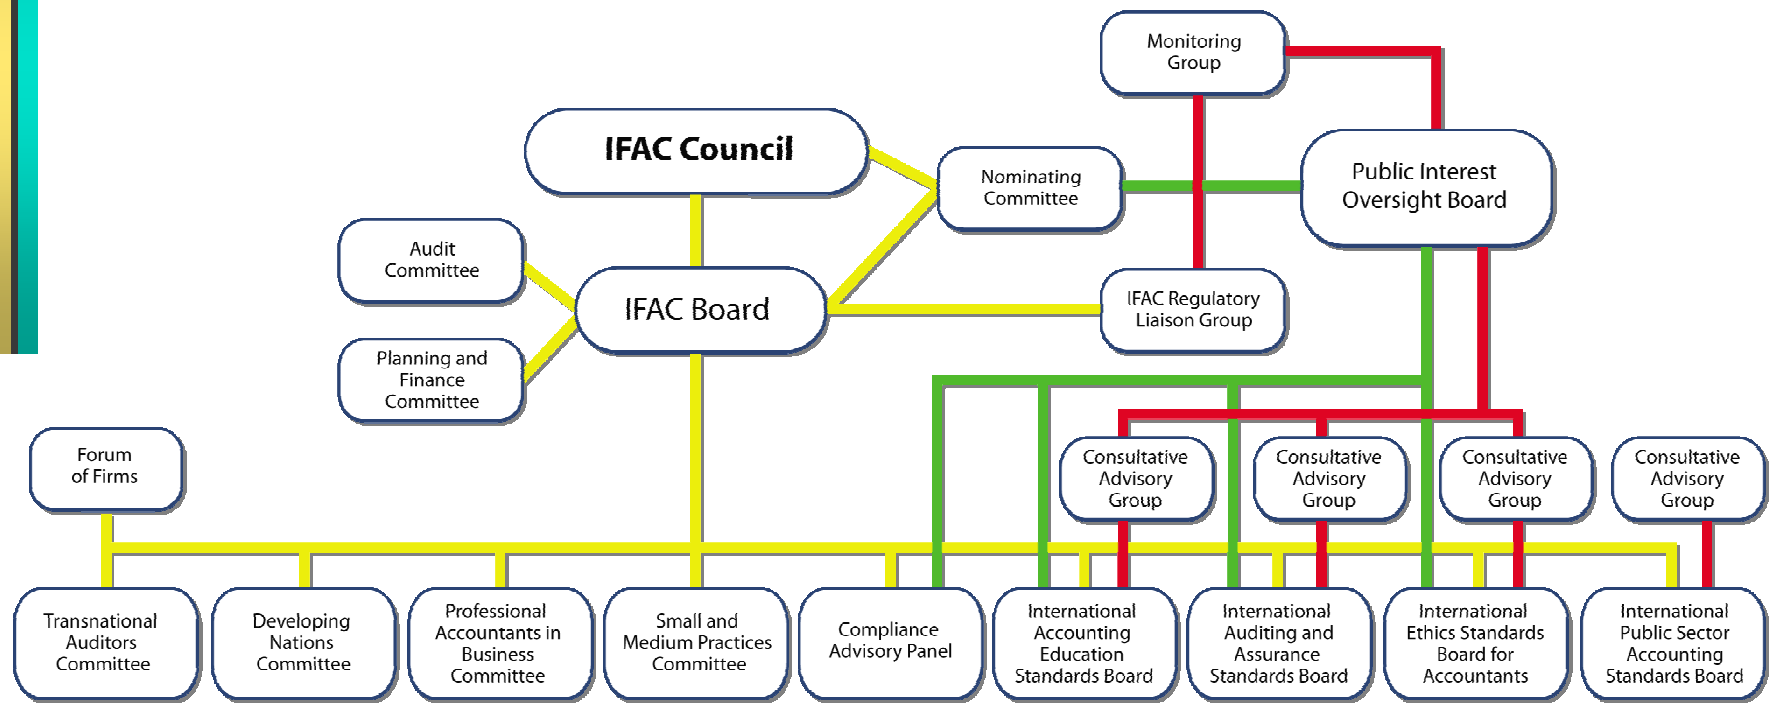 Monitoring
Group
IFAC Council
Nominating
Committee
Public Interest
Oversight Board
Audit
Committee
IFAC Board
IFAC Regulatory
Liaison Group
Planning and
Finance
Committee
Forum
of Firms
Consultative
Advisory
Group
Consultative
Advisory
Group
Consultative
Advisory
Group
Consultative
Advisory
Group
Transnational
Auditors
Committee
Developing
Nations
Committee
Professional
Accountants in
Business
Committee
Small and
Medium Practices
Committee
Compliance
Advisory Panel
International
Accounting
Education
Standards Board
International
Auditing and
Assurance
Standards Board
International
Ethics Standards
Board for
Accountants
International
Public Sector
Accounting
Standards Board